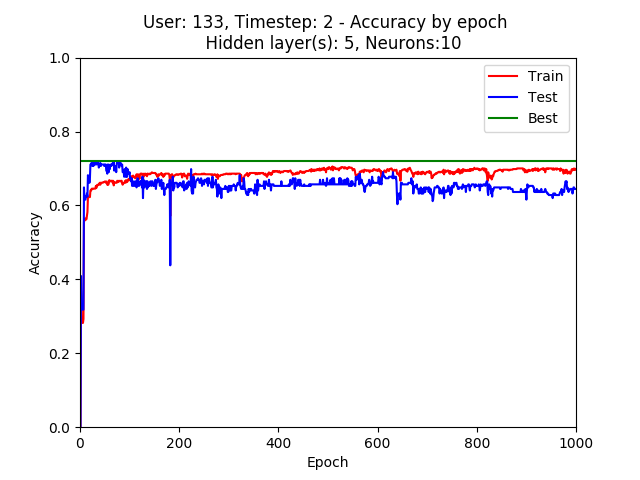 User: 133, Timestep: 2 - Accuracy by epoch
Hidden layer(s): 5, Neurons:10
1.0
0.8
0.6
0.4
0.2
0.0
Accuracy
Train
Test
Best
0
200
400
600
800
1000
Epoch